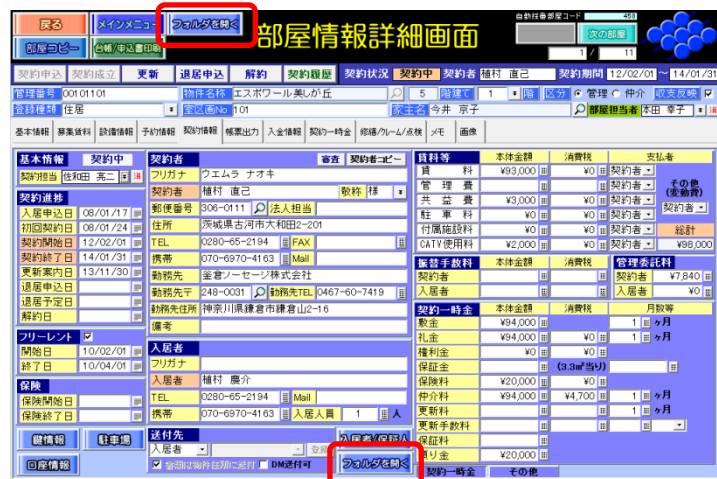 戻る
メインメニュー
フォルダを開く
部屋情報詳細画面
自動採番部屋コード 458
次の部屋
部屋コピー
台帳/申込書印刷
1 / 11
契約申込 契約成立 更新 退居申込 解約 契約履歴 契約状況 契約中 契約者 植村 直己 契約期間 12/02/01 ~ 14/01/31
管理番号 00101101 物件名称 エスポワール美しが丘 5 階建て 1 階 区分 管理 仲介 収支反映
登録種類 住居 室区画No 101 家主名 今井 京子 部屋担当者 本田 幸子
基本情報 募集賃料 設備情報 予約情報 契約情報 帳票出力 入金情報 契約一時金 修繕/クレーム/点検 メモ 画像
基本情報 契約中
契約担当 佐和田 亮二
契約進捗
入居申込日 08/01/17
初回契約日 08/01/24
契約開始日 12/02/01
契約終了日 14/01/31
更新案内日 13/11/30
退居申込日
退居予定日
解約日
フリーレント
開始日 10/02/01
終了日 10/04/01
保険
保険開始日
保険終了日
鍵情報 駐車場
口座情報
契約者 審査 契約者コピー
フリガナ ウエムラ ナオキ
契約者 植村 直己 敬称 様
郵便番号 306-0111 法人担当
住所 茨城県古河市大和田2-201
TEL 0280-65-2194 FAX
携帯 070-6970-4163 Mail
勤務先 釜倉ソーセージ株式会社
勤務先〒 248-0031 勤務先TEL 0467-60-7419
勤務先住所 神奈川県鎌倉市鎌倉山2-16
備考
入居者
フリガナ
入居者 植村 慶介
TEL 0280-65-2194 Mail
携帯 070-6970-4163 入居人員 1 人
送付先 入居者/保証人
入居者
DM送付可
フォルダを開く
賃料等 本体金額 消費税 支払者
賃料 ¥93,000 ¥0 契約者
管理費 ¥0 契約者 その他(変動費)
共益費 ¥3,000 ¥0 契約者 契約者
駐車料 ¥0 契約者
付属施設料 ¥0 契約者 総計
CATV使用料 ¥2,000 ¥0 契約者 ¥98,000
振替手数料 本体金額 消費税 管理委託料
契約者 契約者 ¥7,840
入居者 入居者 ¥0
契約一時金 本体金額 消費税 月数等
敷金 ¥94,000 1 ヶ月
礼金 ¥94,000 ¥0 1 ヶ月
権利金 ¥0 ¥0
保証金 (3.3㎡当り)
保険料 ¥20,000 ¥0
仲介料 ¥94,000 ¥4,700 1 ヶ月
更新料 1 ヶ月
更新手数料
保証料
預り金 ¥20,000
契約一時金 その他